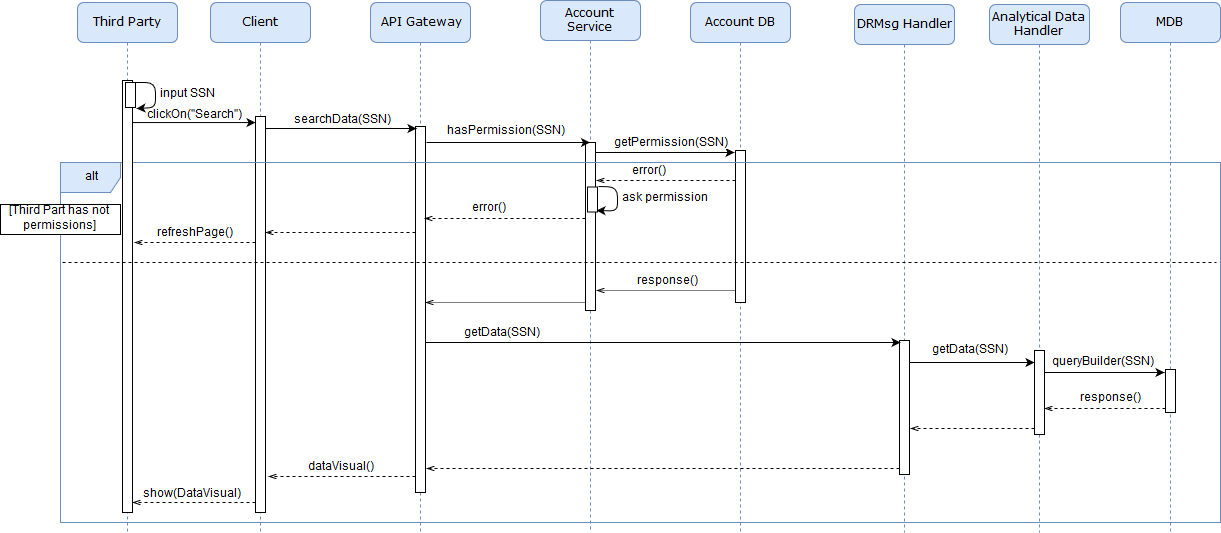 Third Party
Client
API Gateway
Account
Service
Account DB
DRMsg Handler
Analytical Data
Handler
MDB
input SSN
clickOn("Search")
searchData(SSN)
hasPermission(SSN)
getPermission(SSN)
alt
error()
ask permission
[Third Part has not
permissions]
error()
refreshPage()
response()
getData(SSN)
getData(SSN)
queryBuilder(SSN)
response()
dataVisual()
show(DataVisual)